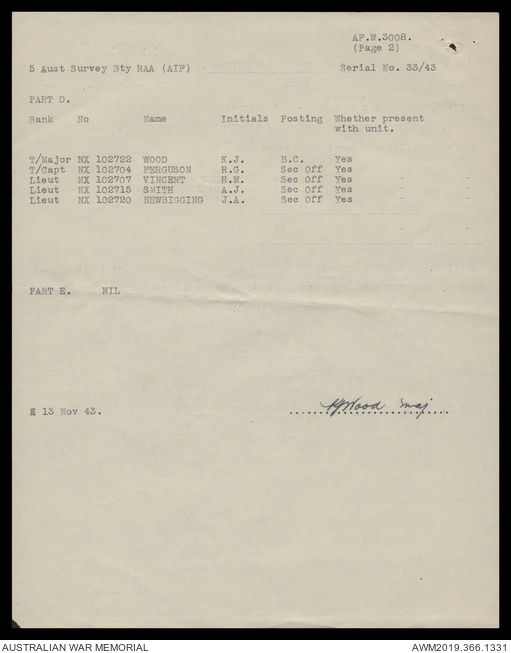 AF.W.3008.
(Page 2)
5 Aust Survey Bty RAA (AIF) Serial No. 33/43
PART D.
Rank No Name Initials Posting Whether present with unit.
T/Major NX 102722 WOOD K.J. B.C. Yes
T/Capt NX 102704 FERGUSON R.G. Sec Off Yes
Lieut NX 102707 VINCENT H.M. Sec Off Yes
Lieut NX 102715 SMITH A.J. Sec Off Yes
Lieut NX 102720 NEWBIGGING J.A. Sec Off Yes
PART E. NIL
13 Nov 43. KJWood Maj
AUSTRALIAN WAR MEMORIAL AWM2019.366.1331